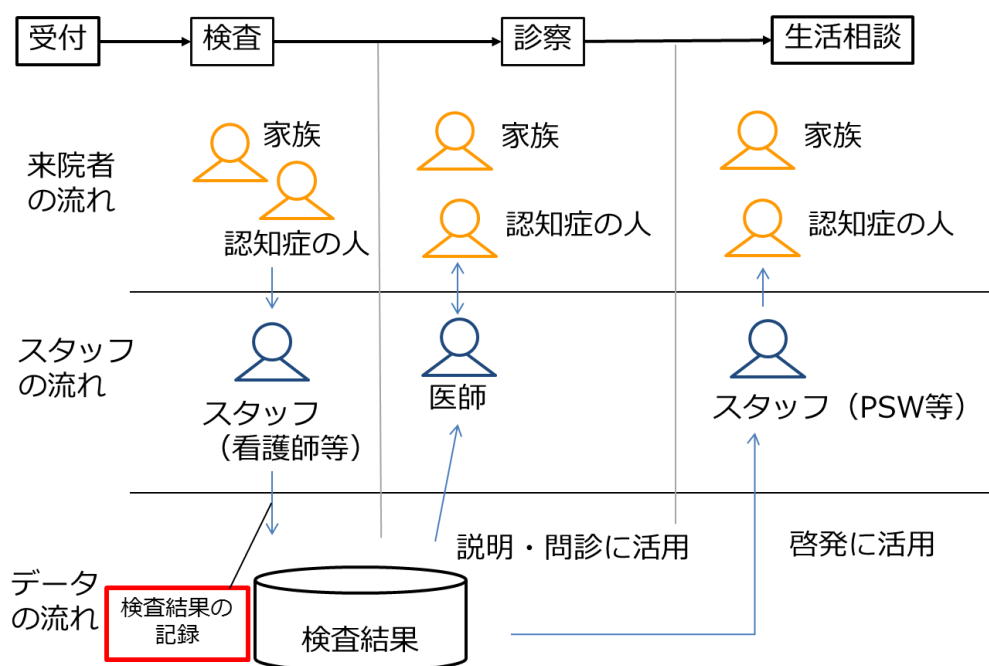 受付
検査
診察
生活相談
来院者
の流れ
家族
認知症の人
家族
認知症の人
家族
認知症の人
スタッフ
の流れ
スタッフ
（看護師等）
医師
スタッフ（PSW等）
データ
の流れ
検査結果の
記録
検査結果
説明・問診に活用
啓発に活用